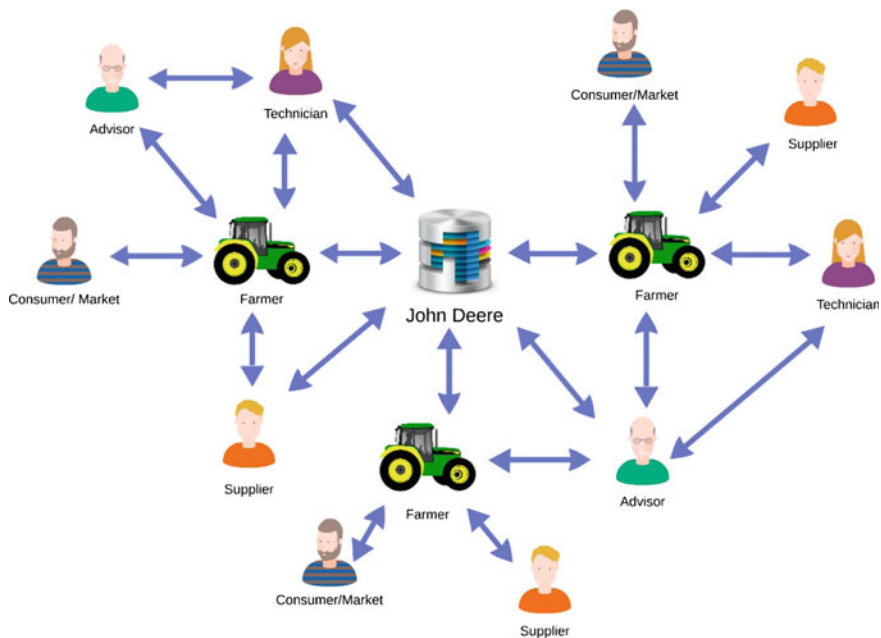 Consumer/Market
Technician
Advisor
Supplier
Consumer/ Market
Farmer
Farmer
Technician
John Deere
Supplier
Advisor
Farmer
Consumer/Market
Supplier